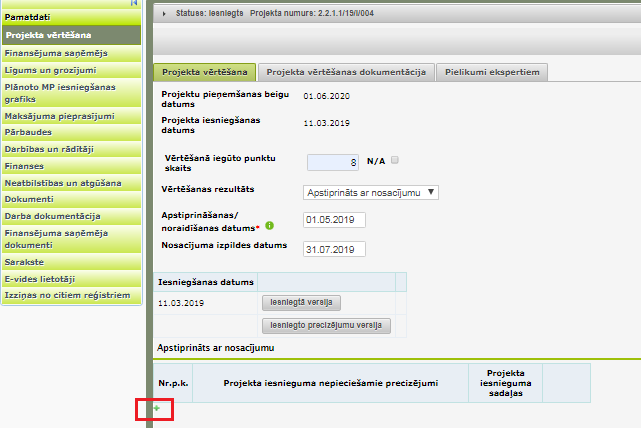 Pamatdati
Projekta vērtēšana
Finansējuma saņēmējs
Līgums un grozījumi
Plānoto MP iesniegšanas
grafiks
Maksājuma pieprasījumi
Pārbaudes
Darbības un rādītāji
Finanses
Neatbilstības un atgūšana
Dokumenti
Darba dokumentācija
Finansējuma saņēmēja
dokumenti
Sarakste
E-vides lietotāji
Izziņas no citiem reģistriem
Statuss: Iesniegts Projekta numurs: 2.2.1.1/19/I/004
Projekta vērtēšana Projekta vērtēšanas dokumentācija Pielikumi ekspertiem
Projektu pieņemšanas beigu
datums 01.06.2020
Projekta iesniegšanas
datums 11.03.2019
Vērtēšanā iegūto punktu
skaits 8 N/A
Vērtēšanas rezultāts Apstiprināts ar nosacījumu
Apstiprināšanas/
noraidīšanas datums* 01.05.2019
Nosacījuma izpildes datums 31.07.2019
Iesniegšanas datums
11.03.2019 Iesniegtā versija
Iesniegto precizējumu versija
Apstiprināts ar nosacījumu
Nr.p.k. Projekta iesnieguma nepieciešamie precizējumi Projekta
iesnieguma
sadaļas